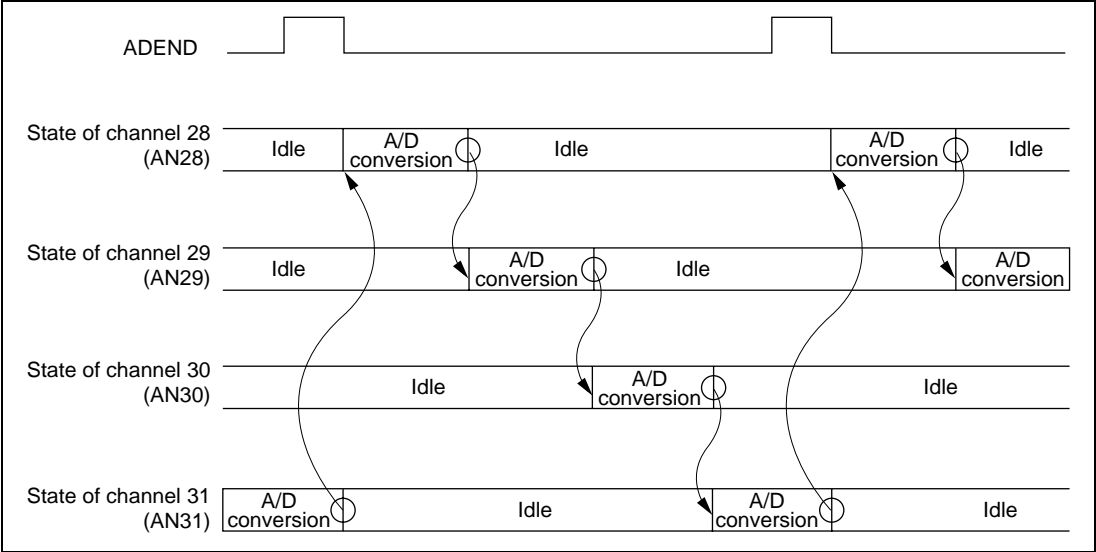 ADEND
State of channel 28
(AN28)
Idle
A/D
conversion
Idle
A/D
conversion
Idle
State of channel 29
(AN29)
Idle
A/D
conversion
Idle
A/D
conversion
State of channel 30
(AN30)
Idle
A/D
conversion
Idle
State of channel 31
(AN31)
A/D
conversion
Idle
A/D
conversion
Idle